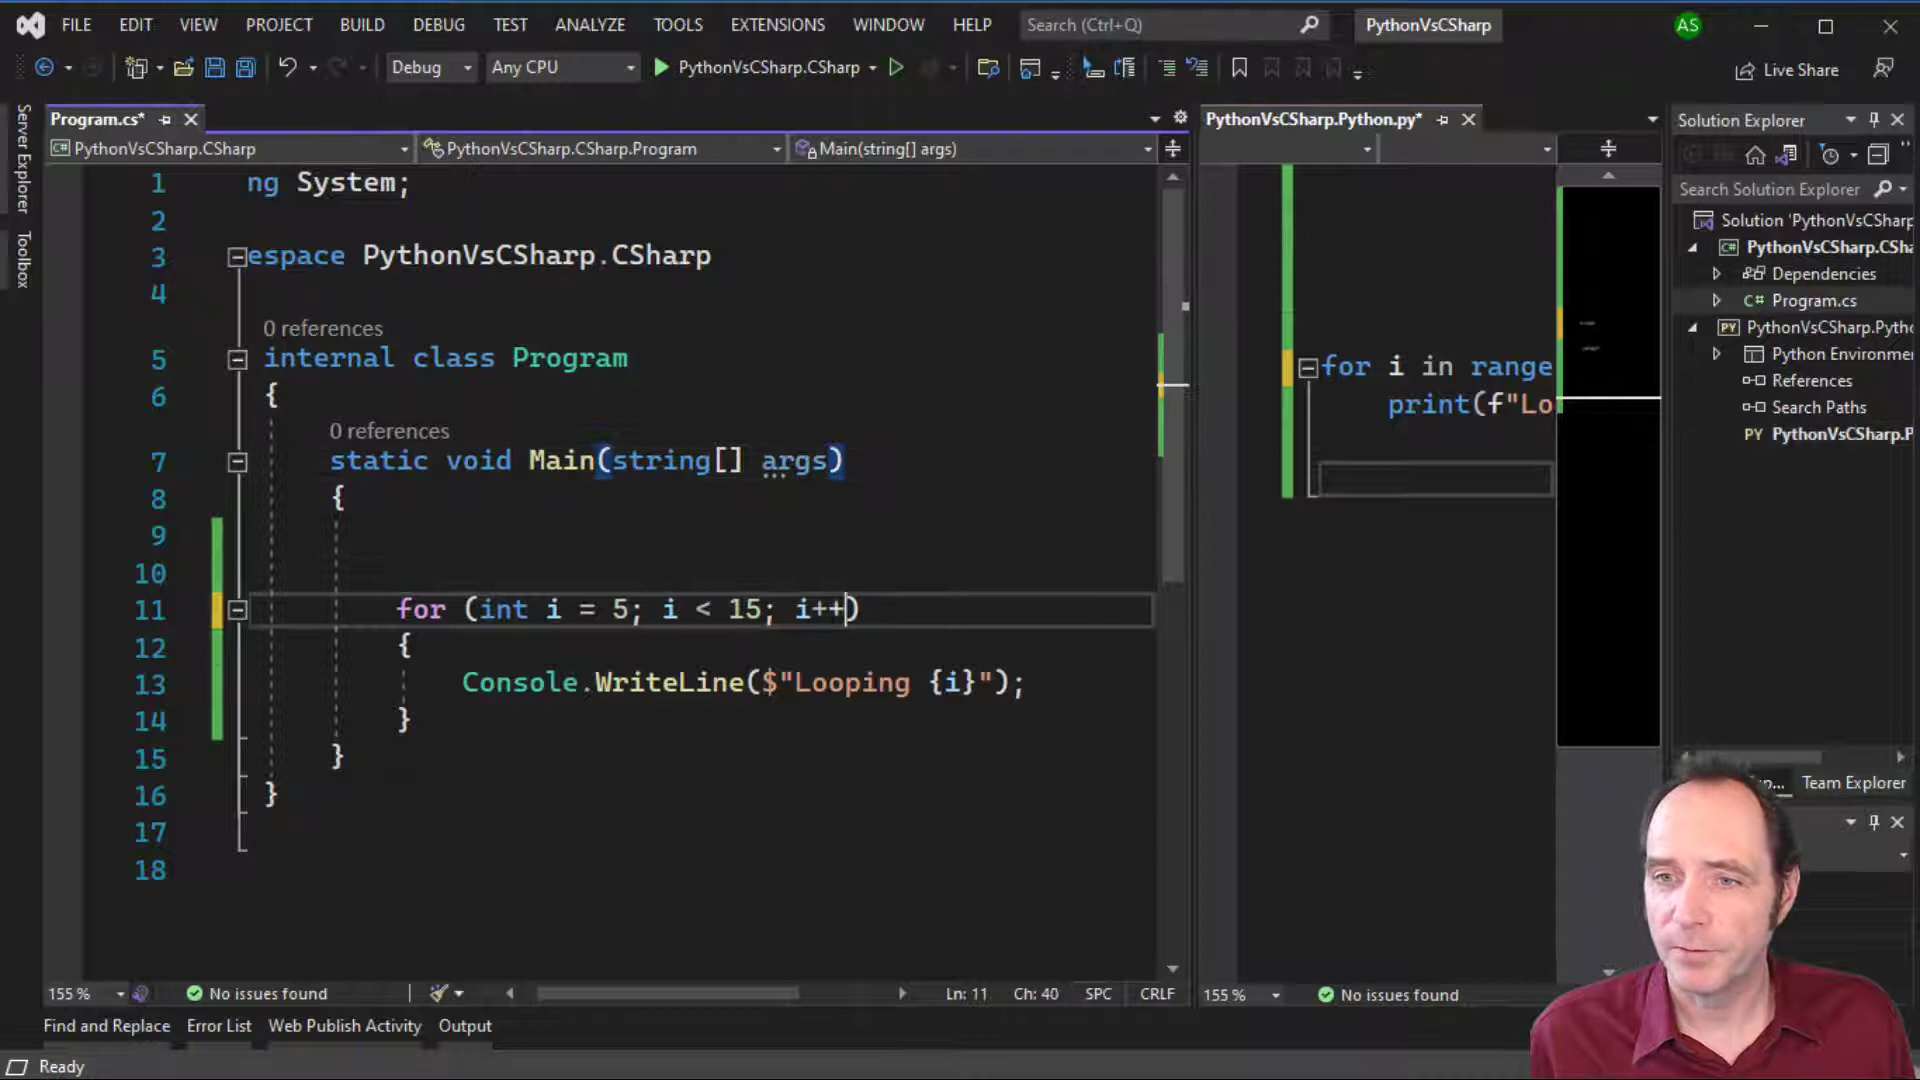 FILE EDIT VIEW PROJECT BUILD DEBUG TEST ANALYZE TOOLS EXTENSIONS WINDOW HELP Search (Ctrl+Q) PythonVsCSharp AS
Debug Any CPU PythonVsCSharp.CSharp Live Share
Server Explorer
Toolbox
Program.cs*
PythonVsCSharp.CSharp PythonVsCSharp.CSharp.Program Main(string[] args)
1 ng System;
2
3 espace PythonVsCSharp.CSharp
4
0 references
5 internal class Program
6 {
0 references
7 static void Main(string[] args)
8 {
9
10
11 for (int i = 5; i < 15; i++)
12 {
13 Console.WriteLine($"Looping {i}");
14 }
15 }
16 }
17
18
155 % No issues found Ln: 11 Ch: 40 SPC CRLF
PythonVsCSharp.Python.py*
for i in range
print(f"Lo
155 % No issues found
Solution Explorer
Search Solution Explorer
Solution 'PythonVsCSharp
PythonVsCSharp.CSha
Dependencies
C# Program.cs
PY PythonVsCSharp.Pytho
Python Environme
References
Search Paths
PY PythonVsCSharp.P
p... Team Explorer
Find and Replace Error List Web Publish Activity Output
Ready